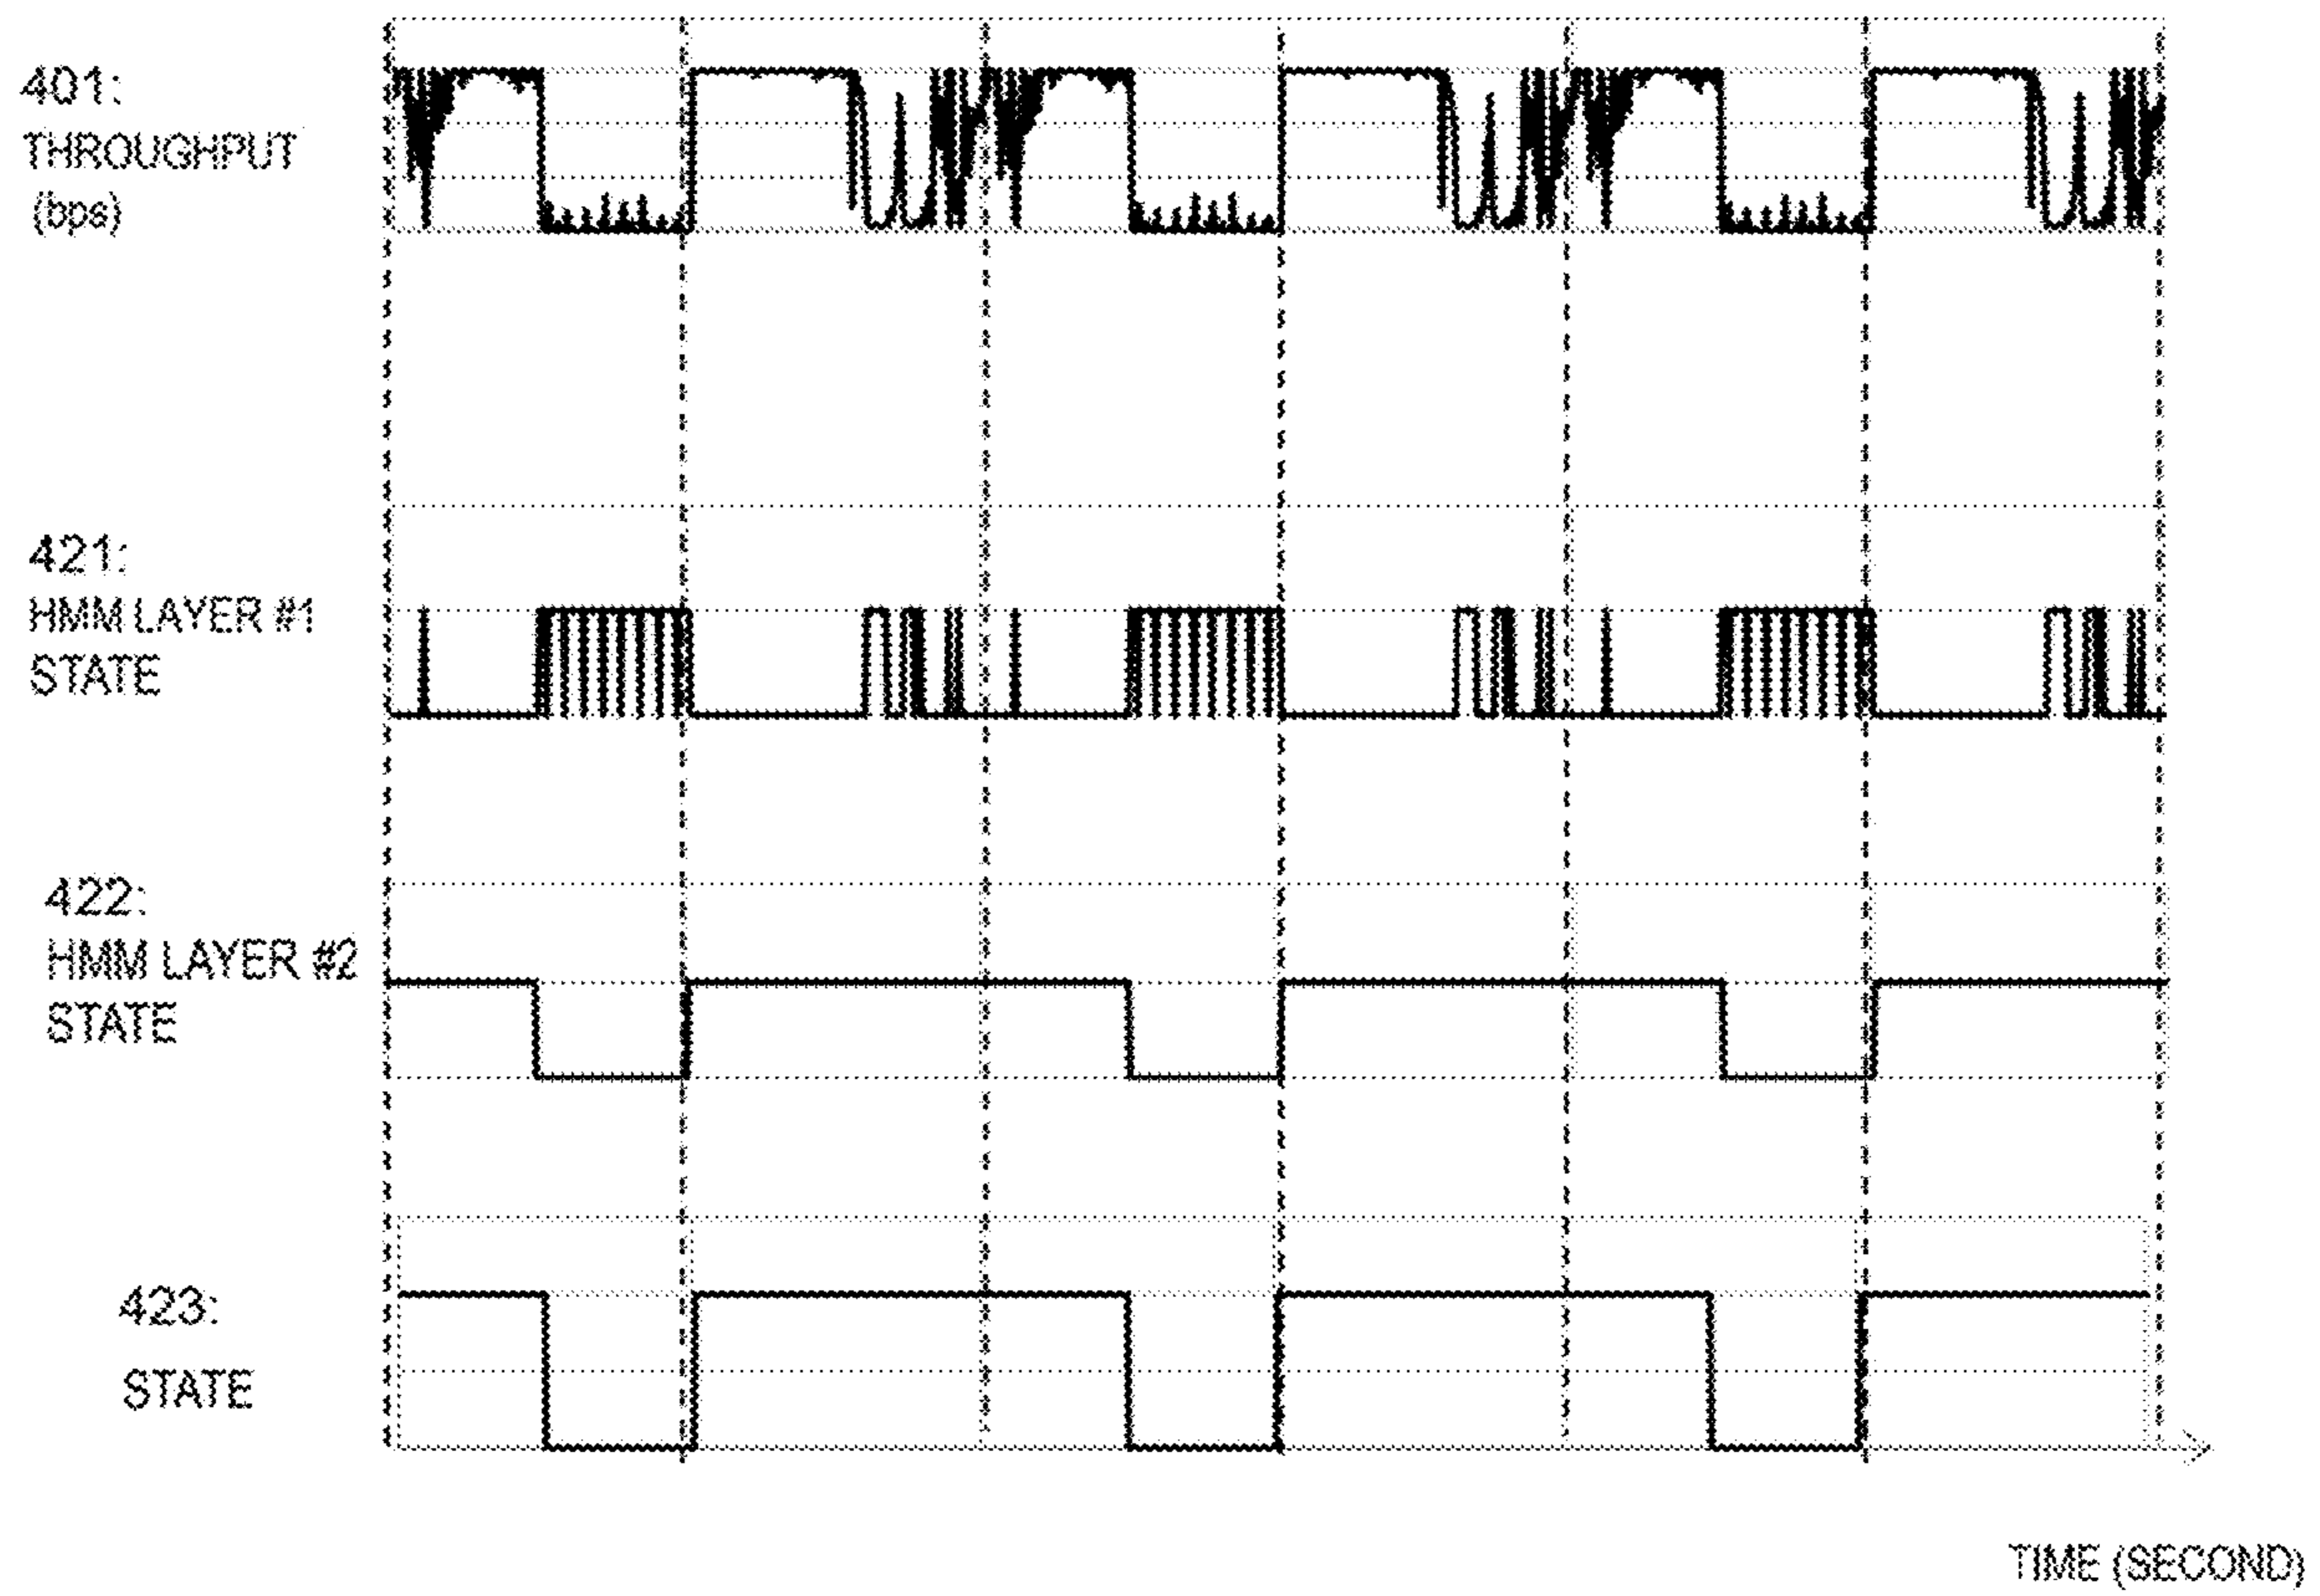 401:
THROUGHPUT
(bps)
421:
HMM LAYER #1
STATE
422:
HMM LAYER #2
STATE
423:
STATE
TIME (SECOND)